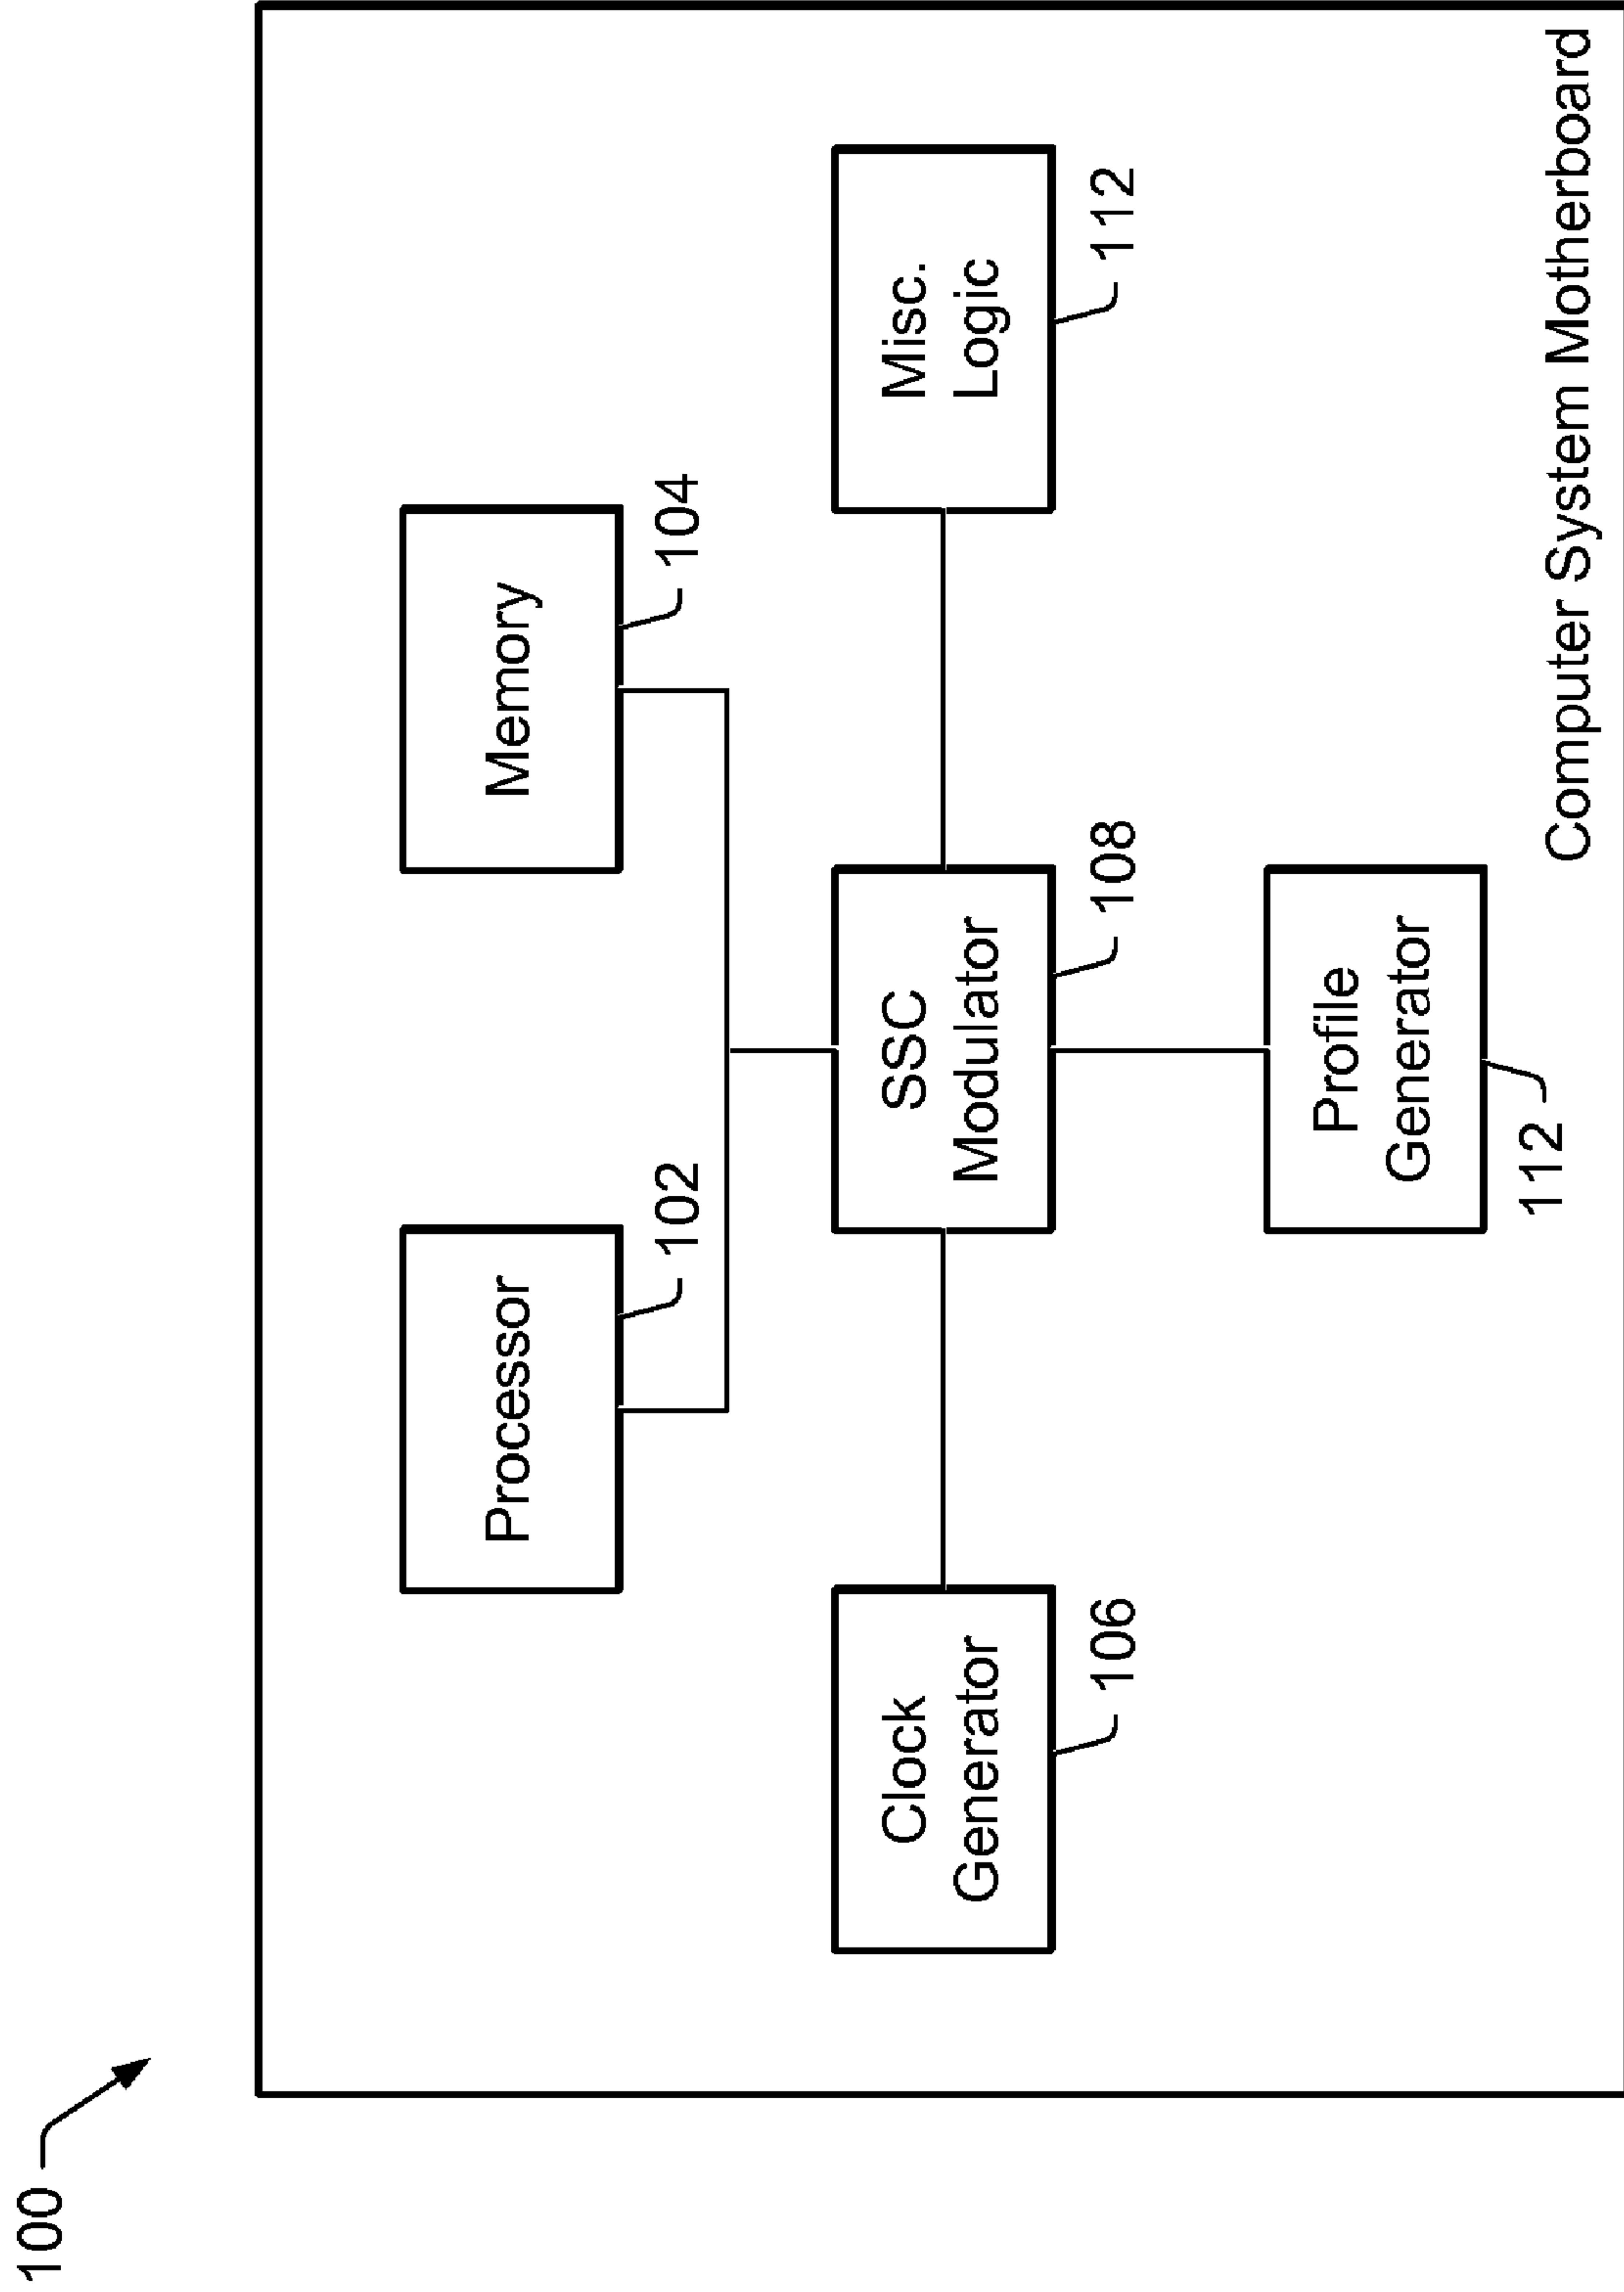 100
Processor
102
Memory
104
Clock
Generator
106
SSC
Modulator
108
Misc.
Logic
112
Profile
Generator
112
Computer System Motherboard